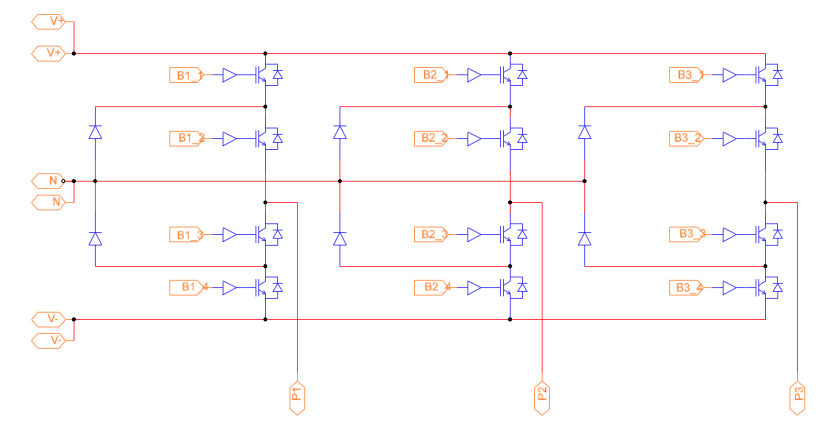 V+
V+
B1_1
B2_1
B3_1
B1_2
B2_2
B3_2
N
N
B1_3
B2_3
B3_3
B1_4
B2_4
B3_4
V-
V-
P1
P2
P3